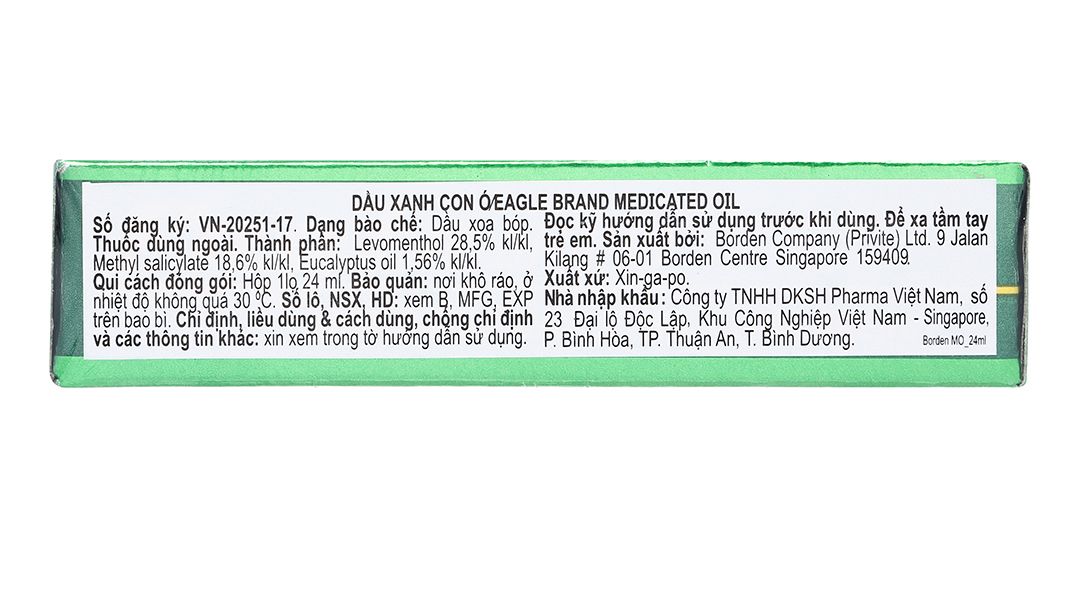 DẦU XANH CON Ó/EAGLE BRAND MEDICATED OIL
Số đăng ký: VN-20251-17. Dạng bào chế: Dầu xoa bóp.
Thuốc dùng ngoài. Thành phần: Levomenthol 28,5% kl/kl,
Methyl salicylate 18,6% kl/kl, Eucalyptus oil 1,56% kl/kl.
Qui cách đóng gói: Hộp 1lọ 24 ml. Bảo quản: nơi khô ráo, ở
nhiệt độ không quá 30 ºC. Số lô, NSX, HD: xem B, MFG, EXP
trên bao bì. Chỉ định, liều dùng & cách dùng, chống chỉ định
và các thông tin khác: xin xem trong tờ hướng dẫn sử dụng.
Đọc kỹ hướng dẫn sử dụng trước khi dùng. Để xa tầm tay
trẻ em. Sản xuất bởi: Borden Company (Privite) Ltd. 9 Jalan
Kilang # 06-01 Borden Centre Singapore 159409.
Xuất xứ: Xin-ga-po.
Nhà nhập khẩu: Công ty TNHH DKSH Pharma Việt Nam, số
23 Đại lộ Độc Lập, Khu Công Nghiệp Việt Nam - Singapore,
P. Bình Hòa, TP. Thuận An, T. Bình Dương.
Borden MO_24ml